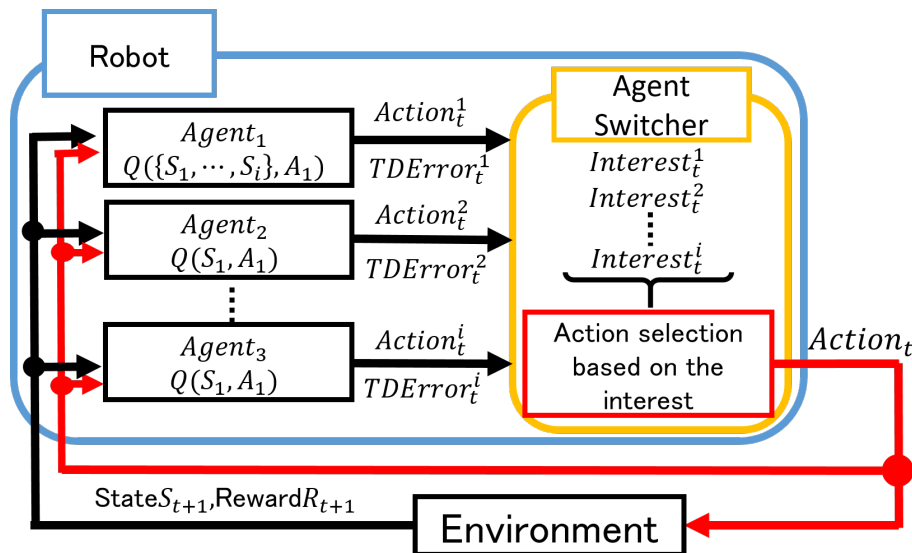 Robot
Agent₁
Q({S₁, ⋯, Sᵢ}, A₁)
Action¹ₜ
TDError¹ₜ
Agent₂
Q(S₁, A₁)
Action²ₜ
TDError²ₜ
Agent₃
Q(S₁, A₁)
Actionⁱₜ
TDErrorⁱₜ
Agent
Switcher
Interest¹ₜ
Interest²ₜ
Interestⁱₜ
Action selection
based on the
interest
Actionₜ
StateSₜ₊₁,RewardRₜ₊₁
Environment